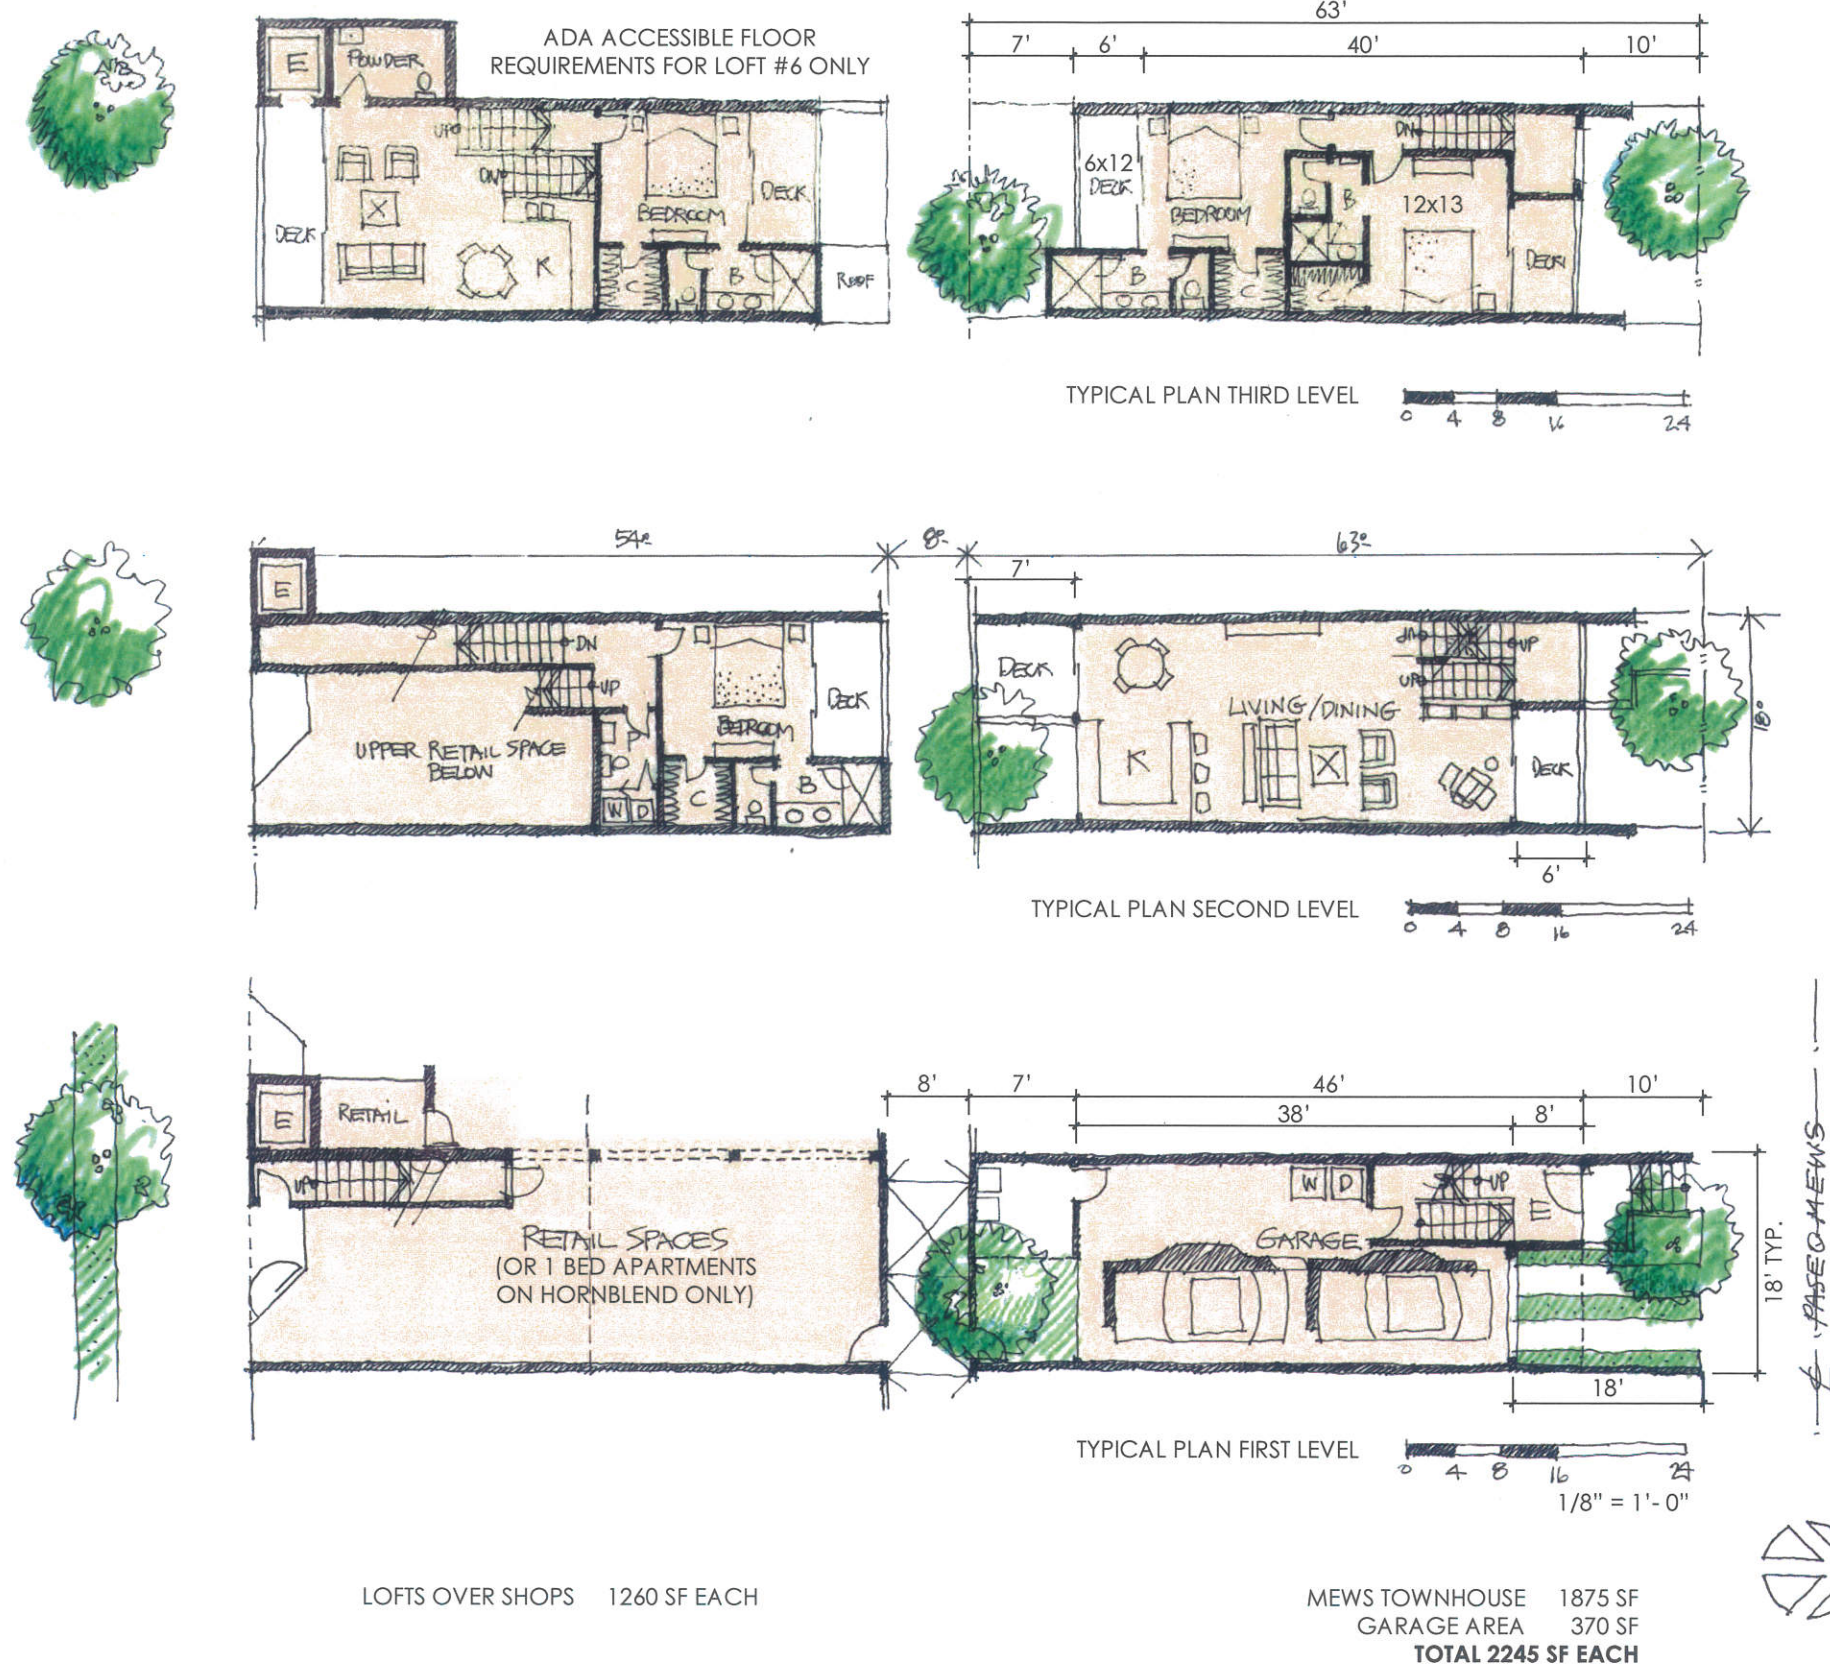 63'
7' 6' 40' 10'
ADA ACCESSIBLE FLOOR
REQUIREMENTS FOR LOFT #6 ONLY
E
POWDER
UP
DN
DECK
BEDROOM
DECK
K
C
B
ROOF
6x12
DECK
BEDROOM
DN
B
12x13
DECK
B
C
C
TYPICAL PLAN THIRD LEVEL
0 4 8 16 24
54º 8º 63º
7'
E
DN
UP
UPPER RETAIL SPACE
BELOW
BEDROOM
DECK
W D
C
B
DECK
UP
UP
UP
LIVING/DINING
K
DECK
18º
6'
TYPICAL PLAN SECOND LEVEL
0 4 8 16 24
8' 7' 46' 10'
38' 8'
E
RETAIL
UP
RETAIL SPACES
(OR 1 BED APARTMENTS
ON HORNBLEND ONLY)
W D
UP
E
GARAGE
18' TYP.
PASEO MEWS
18'
TYPICAL PLAN FIRST LEVEL
0 4 8 16 24
1/8" = 1'- 0"
LOFTS OVER SHOPS 1260 SF EACH
MEWS TOWNHOUSE 1875 SF
GARAGE AREA 370 SF
TOTAL 2245 SF EACH